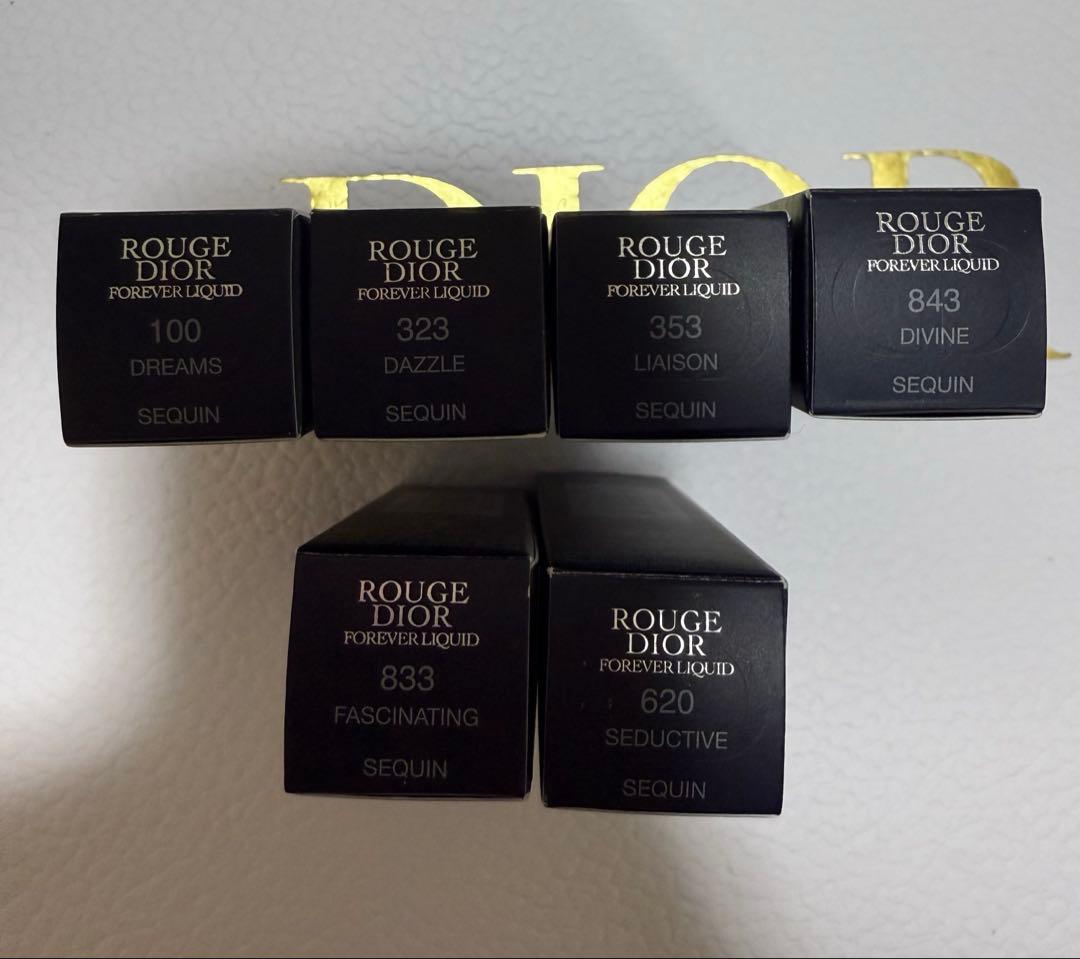 DIOR
ROUGE
DIOR
FOREVER LIQUID
100
DREAMS
SEQUIN
ROUGE
DIOR
FOREVER LIQUID
323
DAZZLE
SEQUIN
ROUGE
DIOR
FOREVER LIQUID
353
LIAISON
SEQUIN
ROUGE
DIOR
FOREVER LIQUID
843
DIVINE
SEQUIN
ROUGE
DIOR
FOREVER LIQUID
833
FASCINATING
SEQUIN
ROUGE
DIOR
FOREVER LIQUID
620
SEDUCTIVE
SEQUIN